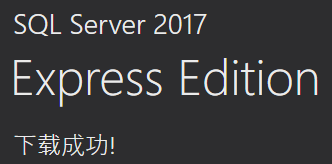 SQL Server 2017
Express Edition
下载成功!